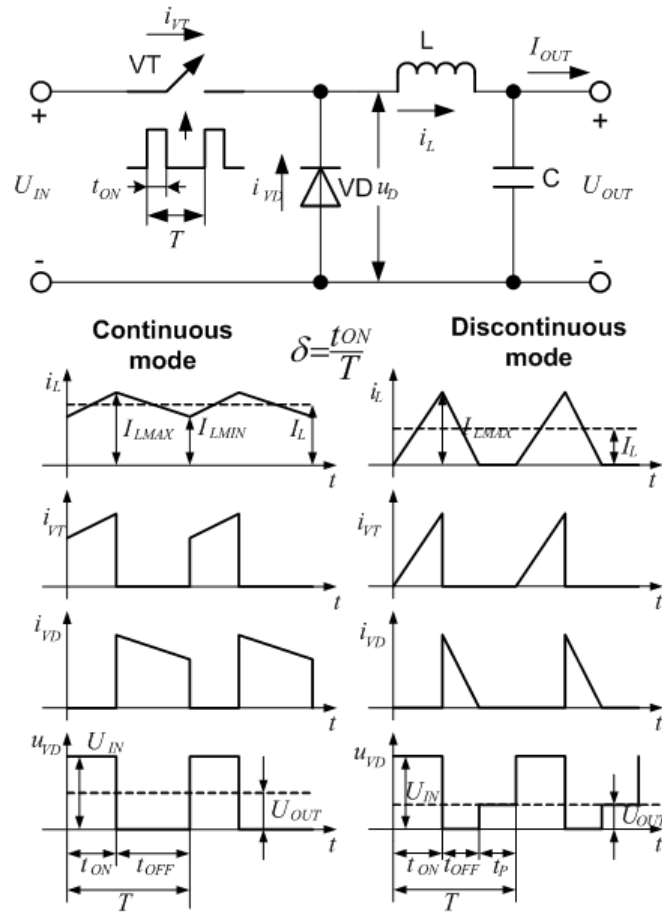 i_VT
VT
L
I_OUT
+
+
i_L
U_IN
t_ON
T
i_VD
VD
u_D
C
U_OUT
-
-
Continuous
mode
δ=t_ON/T
Discontinuous
mode
i_L
I_LMAX
I_LMIN
I_L
t
i_L
I_LMAX
I_L
t
i_VT
t
i_VT
t
i_VD
t
i_VD
t
u_VD
U_IN
U_OUT
t
t_ON
t_OFF
T
u_VD
U_IN
U_OUT
t
t_ON
t_OFF
t_P
T